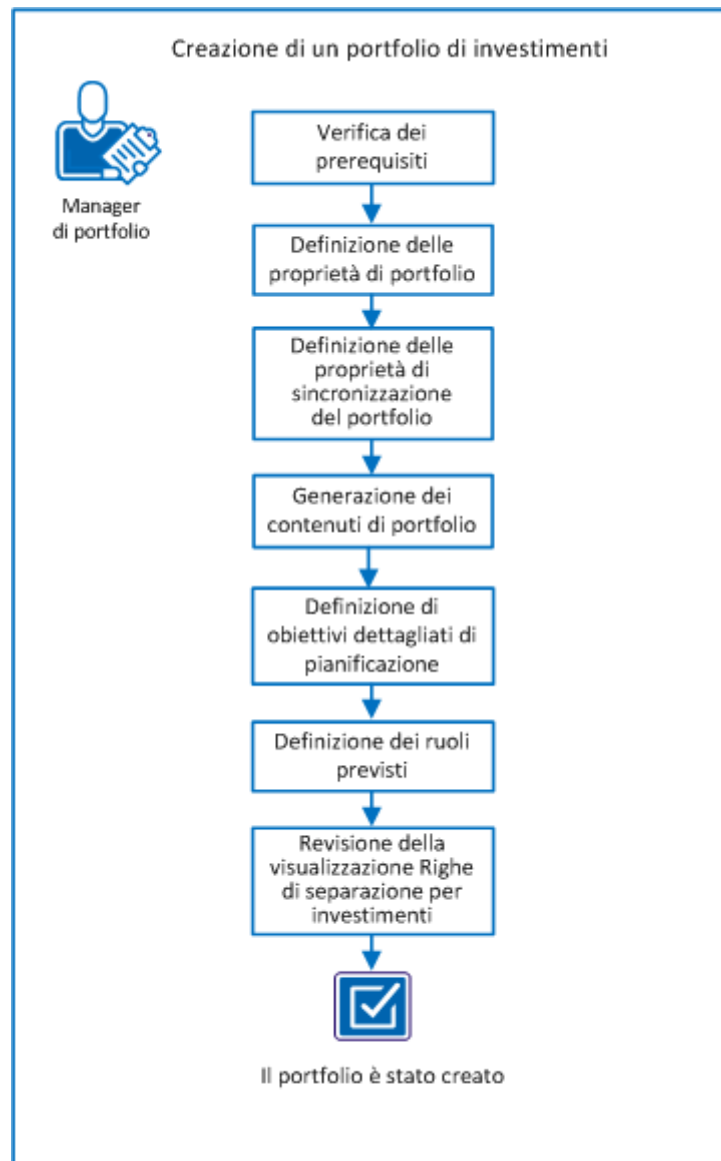 Creazione di un portfolio di investimenti
Manager
di portfolio
Verifica dei
prerequisiti
Definizione delle
proprietà di portfolio
Definizione delle
proprietà di
sincronizzazione
del portfolio
Generazione dei
contenuti di portfolio
Definizione di
obiettivi dettagliati di
pianificazione
Definizione dei ruoli
previsti
Revisione della
visualizzazione Righe
di separazione per
investimenti
Il portfolio è stato creato